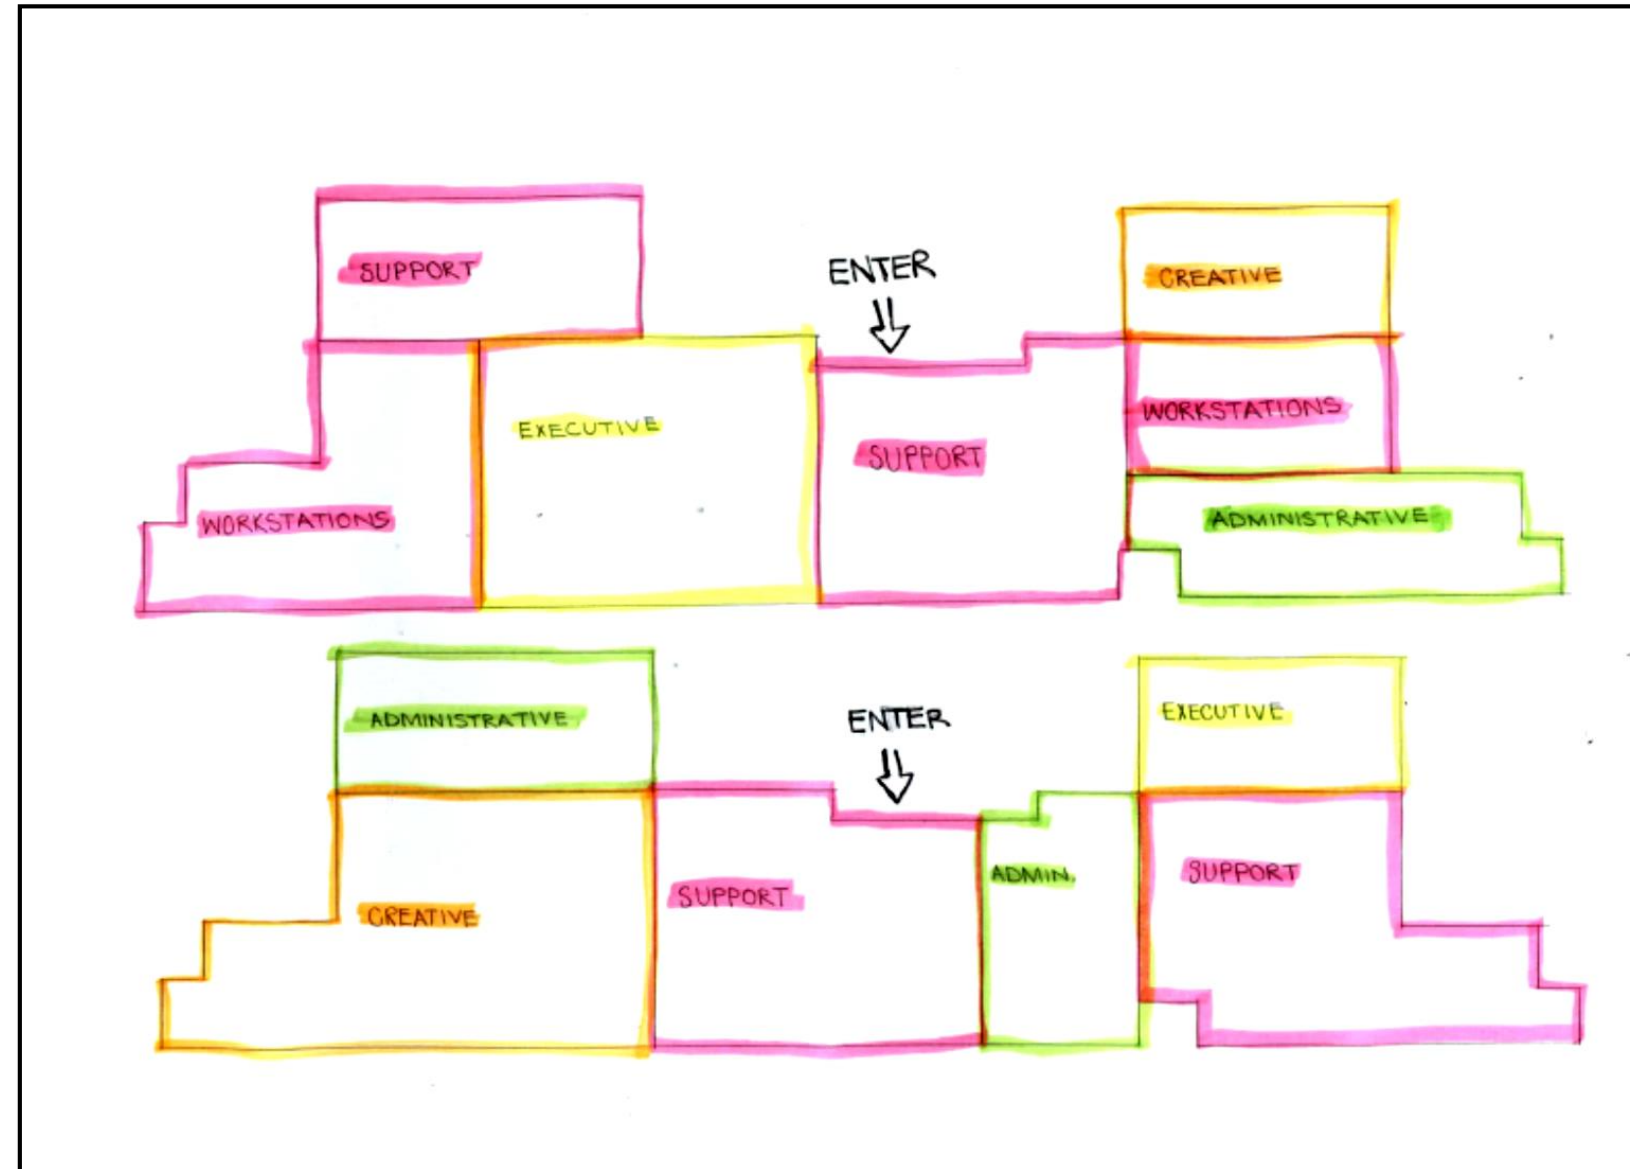 SUPPORT
ENTER
CREATIVE
EXECUTIVE
WORKSTATIONS
SUPPORT
WORKSTATIONS
ADMINISTRATIVE
ADMINISTRATIVE
ENTER
EXECUTIVE
CREATIVE
SUPPORT
ADMIN.
SUPPORT